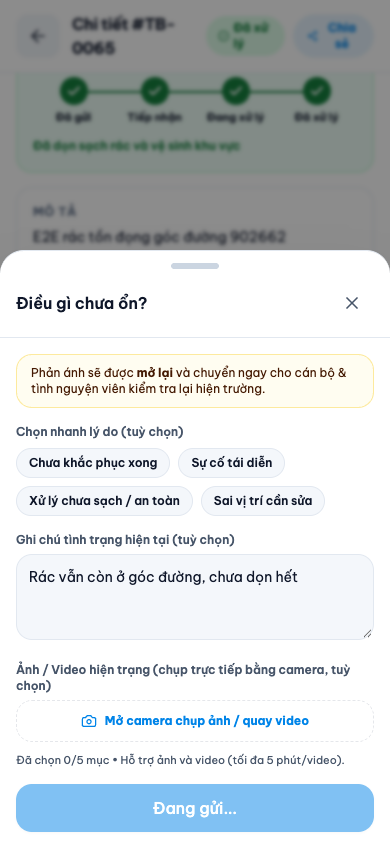 Chi tiết #TB-
0065
Đã xử
lý
Chia
sẻ
Đã gửi
Tiếp nhận
Đang xử lý
Đã xử lý
Đã dọn sạch rác và vệ sinh khu vực
MÔ TẢ
E2E rác tồn đọng góc đường 902662
Điều gì chưa ổn?
Phản ánh sẽ được mở lại và chuyển ngay cho cán bộ &
tình nguyện viên kiểm tra lại hiện trường.
Chọn nhanh lý do (tuỳ chọn)
Chưa khắc phục xong
Sự cố tái diễn
Xử lý chưa sạch / an toàn
Sai vị trí cần sửa
Ghi chú tình trạng hiện tại (tuỳ chọn)
Rác vẫn còn ở góc đường, chưa dọn hết
Ảnh / Video hiện trạng (chụp trực tiếp bằng camera, tuỳ
chọn)
Mở camera chụp ảnh / quay video
Đã chọn 0/5 mục • Hỗ trợ ảnh và video (tối đa 5 phút/video).
Đang gửi...